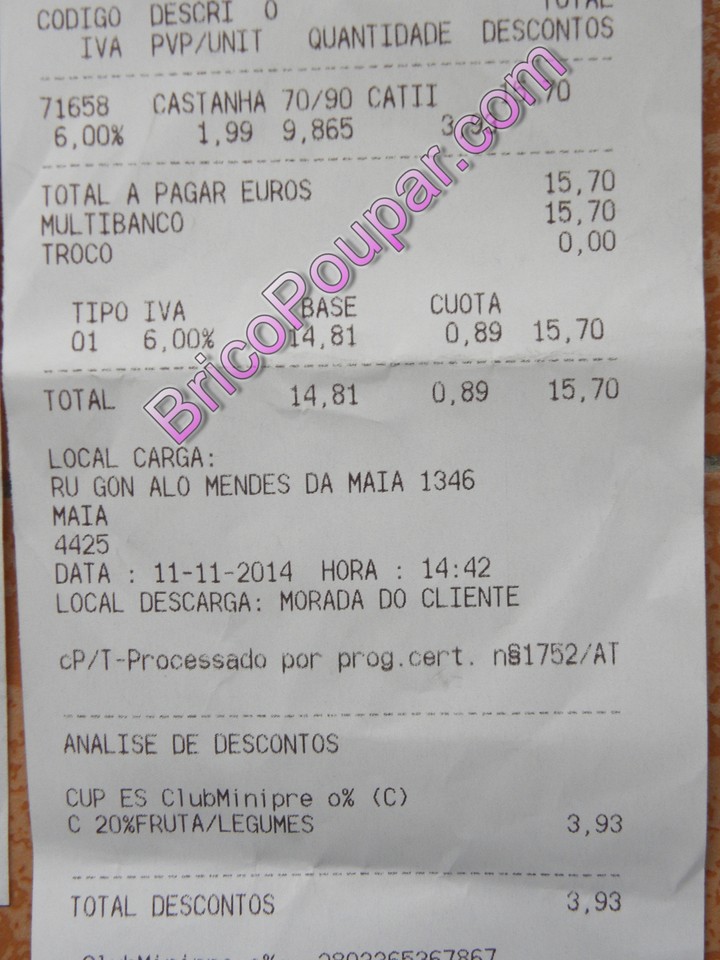 CODIGO DESCRI O TOTAL
IVA PVP/UNIT QUANTIDADE DESCONTOS
71658 CASTANHA 70/90 CATII
6,00% 1,99 9,865
TOTAL A PAGAR EUROS 15,70
MULTIBANCO 15,70
TROCO 0,00
TIPO IVA BASE CUOTA
01 6,00% 14,81 0,89 15,70
TOTAL 14,81 0,89 15,70
LOCAL CARGA:
RU GON ALO MENDES DA MAIA 1346
MAIA
4425
DATA : 11-11-2014 HORA : 14:42
LOCAL DESCARGA: MORADA DO CLIENTE
cP/T-Processado por prog.cert. n§1752/AT
ANALISE DE DESCONTOS
CUP ES ClubMinipre o% (C)
C 20%FRUTA/LEGUMES 3,93
TOTAL DESCONTOS 3,93
ClubMinipre o%
BricoPoupar.com